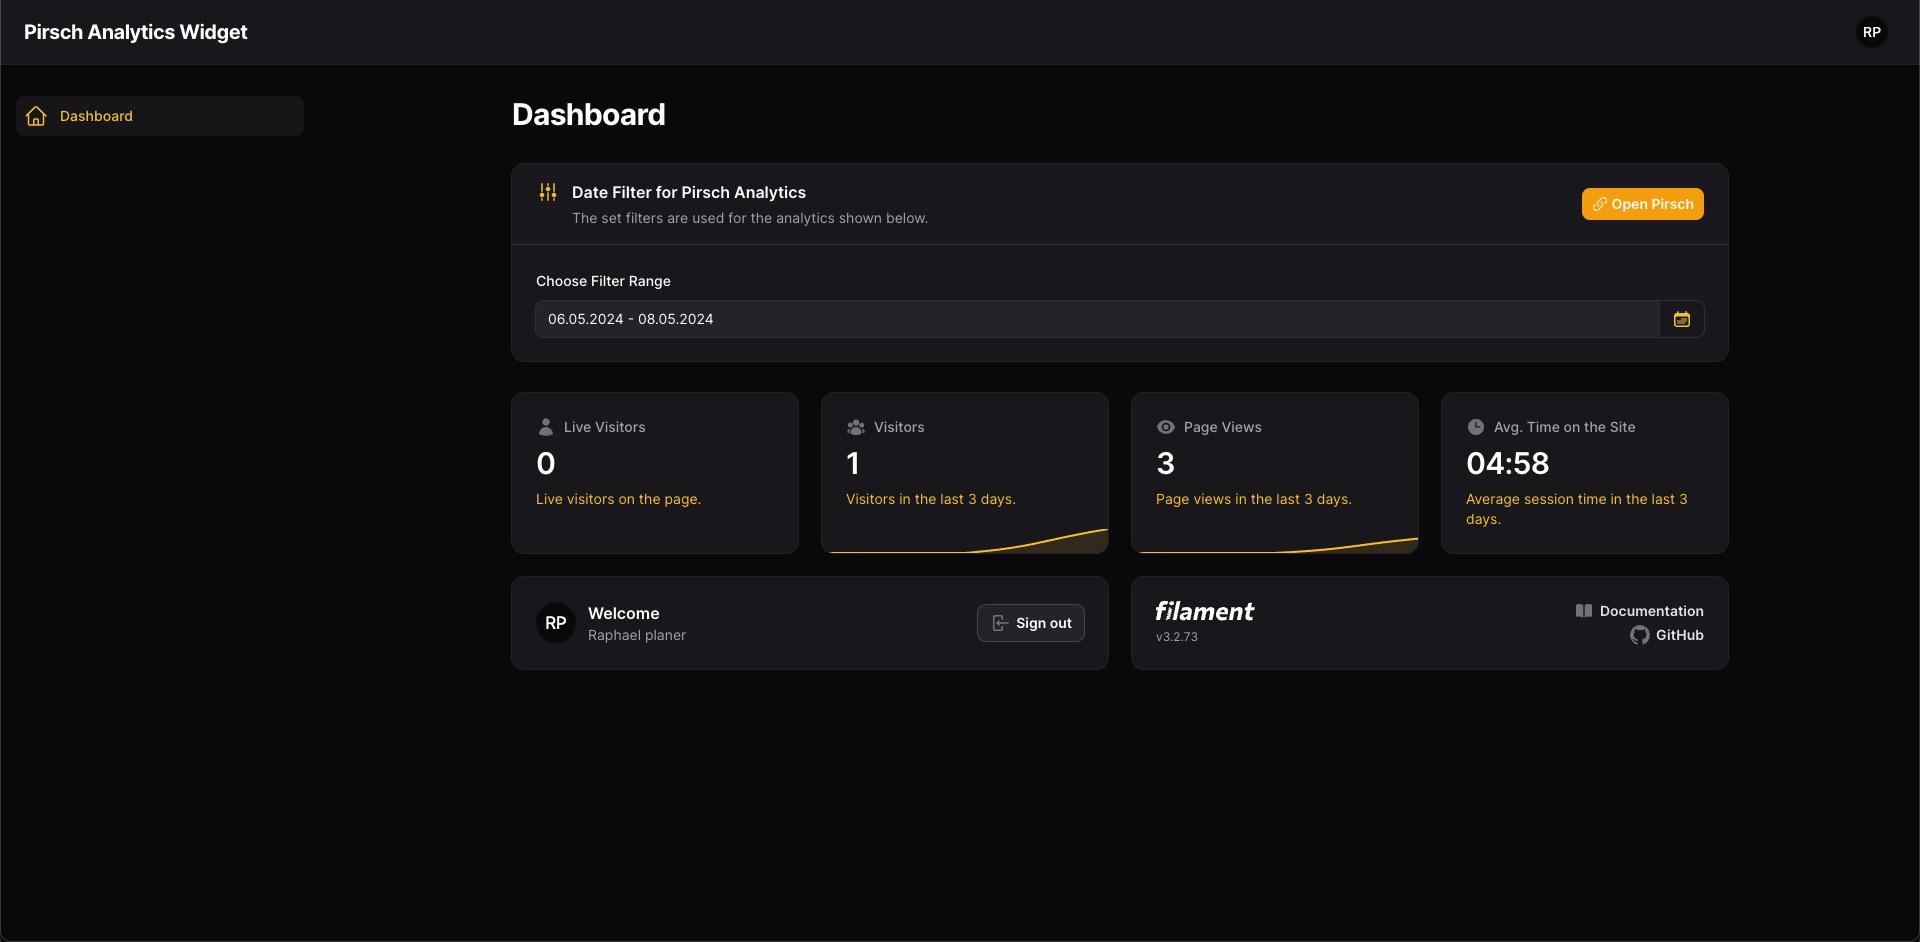 Pirsch Analytics Widget
RP
Dashboard
Dashboard
Date Filter for Pirsch Analytics
The set filters are used for the analytics shown below.
Open Pirsch
Choose Filter Range
06.05.2024 - 08.05.2024
Live Visitors
0
Live visitors on the page.
Visitors
1
Visitors in the last 3 days.
Page Views
3
Page views in the last 3 days.
Avg. Time on the Site
04:58
Average session time in the last 3
days.
RP
Welcome
Raphael planer
Sign out
filament
v3.2.73
Documentation
GitHub